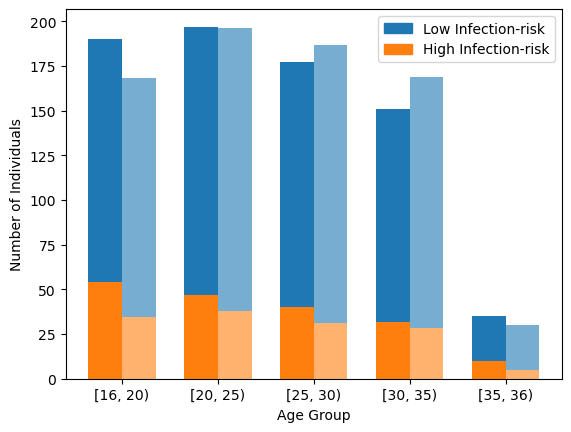 200
175
150
125
100
75
50
25
0
Number of Individuals
Low Infection-risk
High Infection-risk
[16, 20) [20, 25) [25, 30) [30, 35) [35, 36)
Age Group